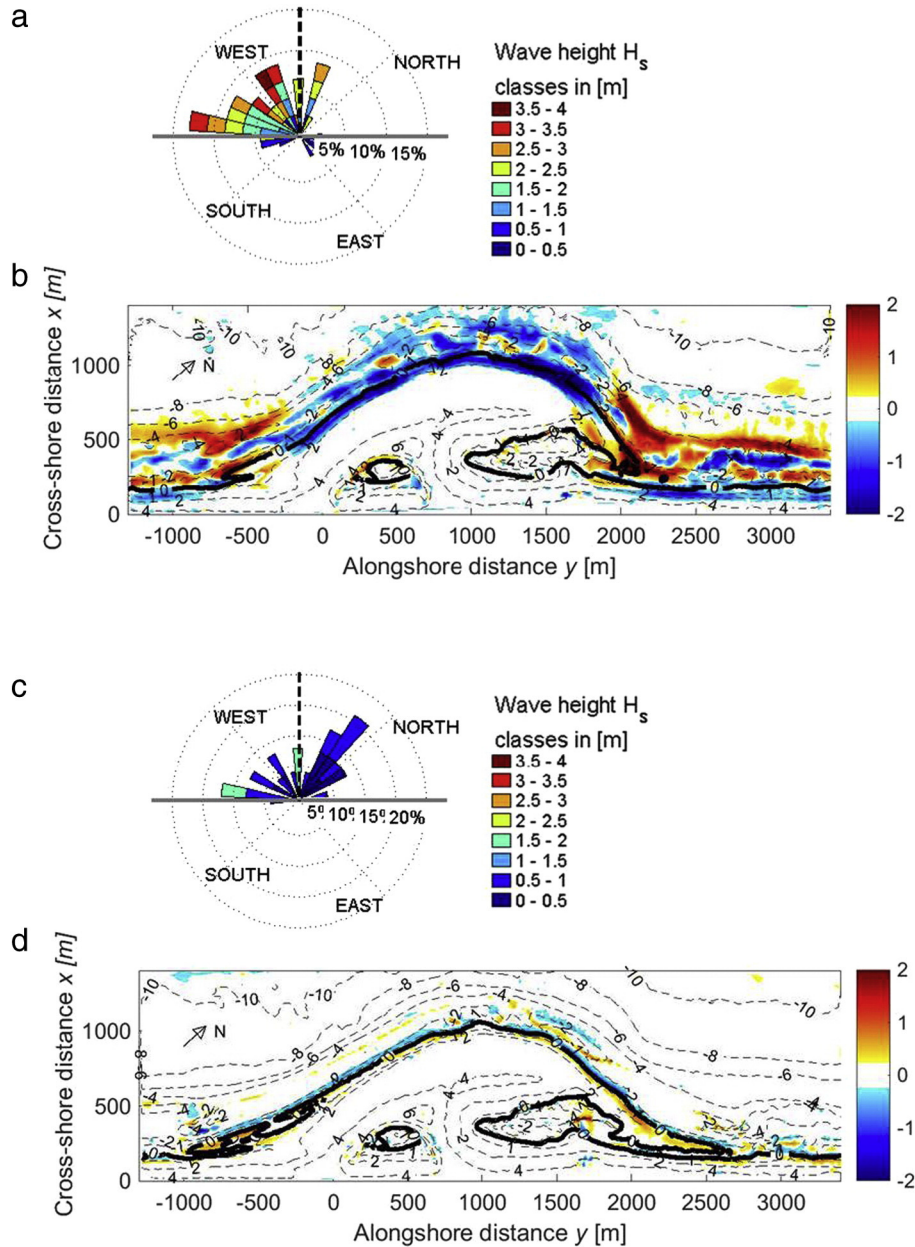 a
WEST
NORTH
SOUTH
EAST
5% 10% 15%
Wave height Hs
classes in [m]
3.5 - 4
3 - 3.5
2.5 - 3
2 - 2.5
1.5 - 2
1 - 1.5
0.5 - 1
0 - 0.5
b
Cross-shore distance x [m]
1000
500
0
N
-1000 -500 0 500 1000 1500 2000 2500 3000
Alongshore distance y [m]
2
1
0
-1
-2
c
WEST
NORTH
SOUTH
EAST
20%
Wave height Hs
classes in [m]
3.5 - 4
3 - 3.5
2.5 - 3
2 - 2.5
1.5 - 2
1 - 1.5
0.5 - 1
0 - 0.5
d
Cross-shore distance x [m]
1000
500
0
N
-1000 -500 0 500 1000 1500 2000 2500 3000
Alongshore distance y [m]
2
1
0
-1
-2